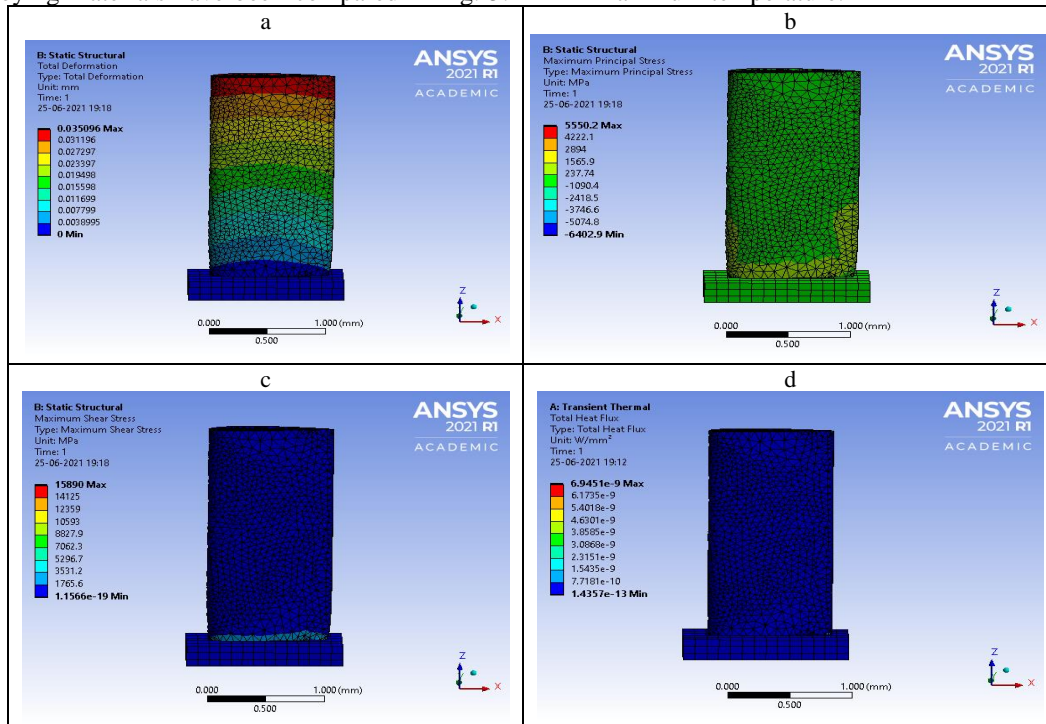 a
B: Static Structural
Total Deformation
Type: Total Deformation
Unit: mm
Time: 1
25-06-2021 19:18
0.035096 Max
0.031196
0.027297
0.023397
0.019498
0.015598
0.011699
0.007799
0.0038995
0 Min
ANSYS
2021 R1
ACADEMIC
0.000
1.000 (mm)
0.500
Z
X
b
B: Static Structural
Maximum Principal Stress
Type: Maximum Principal Stress
Unit: MPa
Time: 1
25-06-2021 19:18
5550.2 Max
4222.1
2894
1565.9
237.74
-1090.4
-2418.5
-3746.6
-5074.8
-6402.9 Min
ANSYS
2021 R1
ACADEMIC
0.000
1.000 (mm)
0.500
Z
X
c
B: Static Structural
Maximum Shear Stress
Type: Maximum Shear Stress
Unit: MPa
Time: 1
25-06-2021 19:18
15890 Max
14125
12359
10593
8827.9
7062.3
5296.7
3531.2
1765.6
1.1566e-19 Min
ANSYS
2021 R1
ACADEMIC
0.000
1.000 (mm)
0.500
Z
X
d
A: Transient Thermal
Total Heat Flux
Type: Total Heat Flux
Unit: W/mm²
Time: 1
25-06-2021 19:12
6.9451e-9 Max
6.1735e-9
5.4018e-9
4.6301e-9
3.8585e-9
3.0868e-9
2.3151e-9
1.5435e-9
7.7181e-10
1.4357e-13 Min
ANSYS
2021 R1
ACADEMIC
0.000
1.000 (mm)
0.500
Z
X